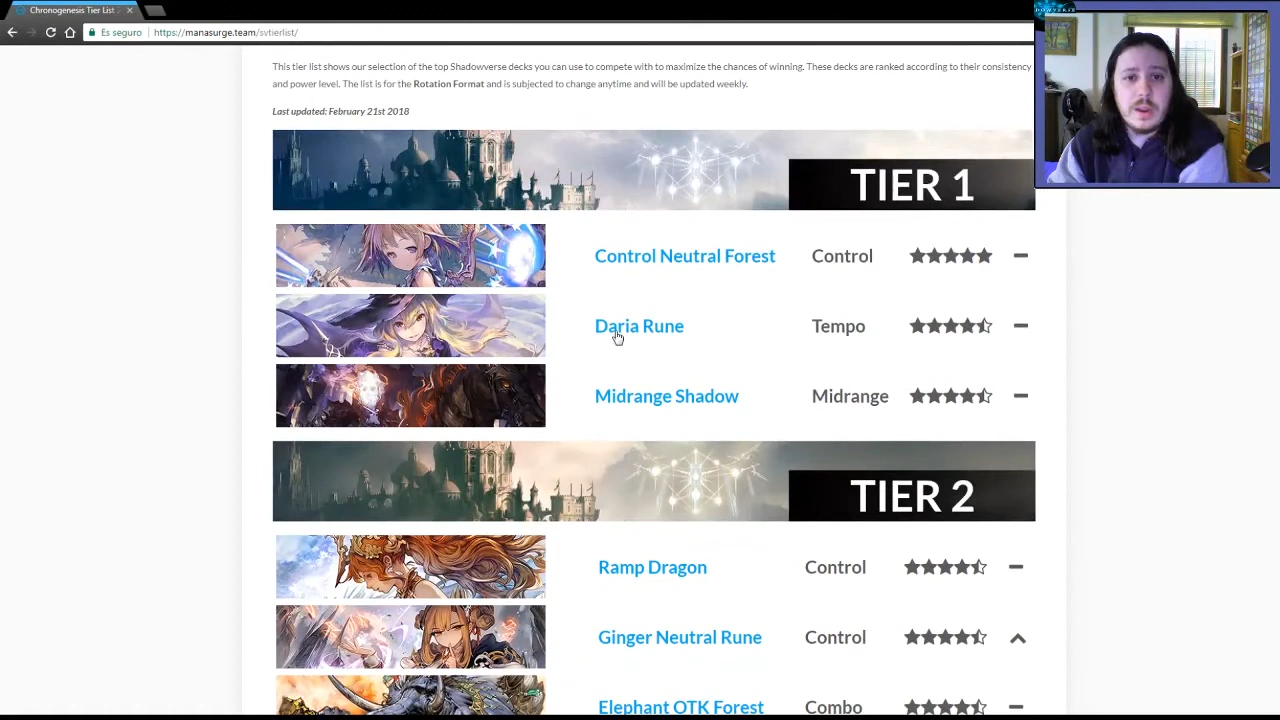 Chronogenesis Tier List
Es seguro
https://manasurge.team/svtierlist/
This tier list shows our selection of the top Shadowverse decks you can use to compete with to maximize the chances of winning. These decks are ranked according to their consistency
and power level. The list is for the Rotation Format and is subjected to change anytime and will be updated weekly.
Last updated: February 21st 2018
TIER 1
Control Neutral Forest Control
Daria Rune Tempo
Midrange Shadow Midrange
TIER 2
Ramp Dragon Control
Ginger Neutral Rune Control
Elephant OTK Forest Combo